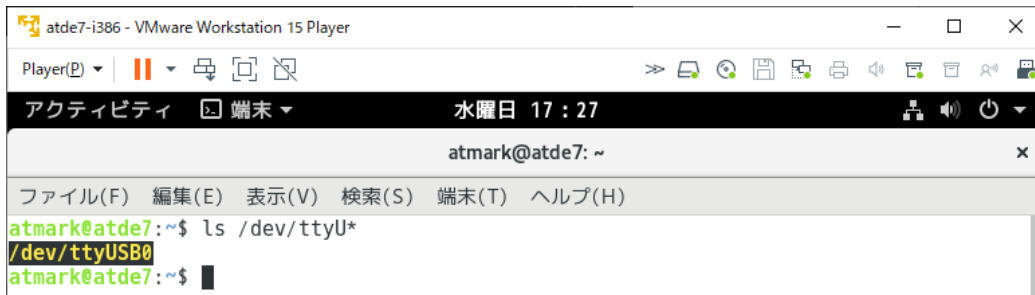 atde7-i386 - VMware Workstation 15 Player
Player(P)
アクティビティ 端末 水曜日 17:27
atmark@atde7: ~
ファイル(F) 編集(E) 表示(V) 検索(S) 端末(T) ヘルプ(H)
atmark@atde7:~$ ls /dev/ttyU*
/dev/ttyUSB0
atmark@atde7:~$